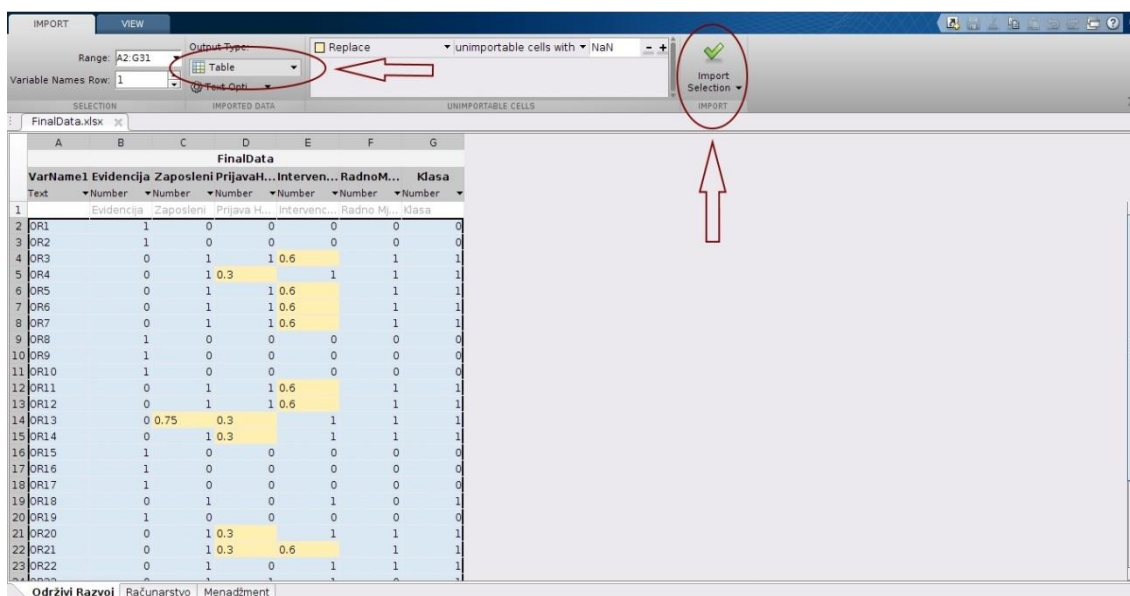 IMPORT VIEW
Range: A2:G31
Variable Names Row: 1
SELECTION
Output Type:
Table
Text Opti...
IMPORTED DATA
Replace unimportable cells with NaN
UNIMPORTABLE CELLS
Import
Selection
IMPORT
FinalData.xlsx
A B C D E F G
FinalData
VarName1 Evidencija Zaposleni PrijavaH... Interven... RadnoM... Klasa
Text Number Number Number Number Number Number
1 Evidencija Zaposleni Prijava H... Intervenc... Radno Mj... Klasa
2 OR1 1 0 0 0 0 0
3 OR2 1 0 0 0 0 0
4 OR3 0 1 1 0.6 1 1
5 OR4 0 1 0.3 1 1 1
6 OR5 0 1 1 0.6 1 1
7 OR6 0 1 1 0.6 1 1
8 OR7 0 1 1 0.6 1 1
9 OR8 1 0 0 0 0 0
10 OR9 1 0 0 0 0 0
11 OR10 1 0 0 0 0 0
12 OR11 0 1 1 0.6 1 1
13 OR12 0 1 1 0.6 1 1
14 OR13 0 0.75 0.3 1 1 1
15 OR14 0 1 0.3 1 1 1
16 OR15 1 0 0 0 0 0
17 OR16 1 0 0 0 0 0
18 OR17 1 0 0 0 0 0
19 OR18 0 1 0 1 0 1
20 OR19 1 0 0 0 0 0
21 OR20 0 1 0.3 1 1 1
22 OR21 0 1 0.3 0.6 1 1
23 OR22 0 1 0 1 1 1
Održivi Razvoj Računarstvo Menadžment